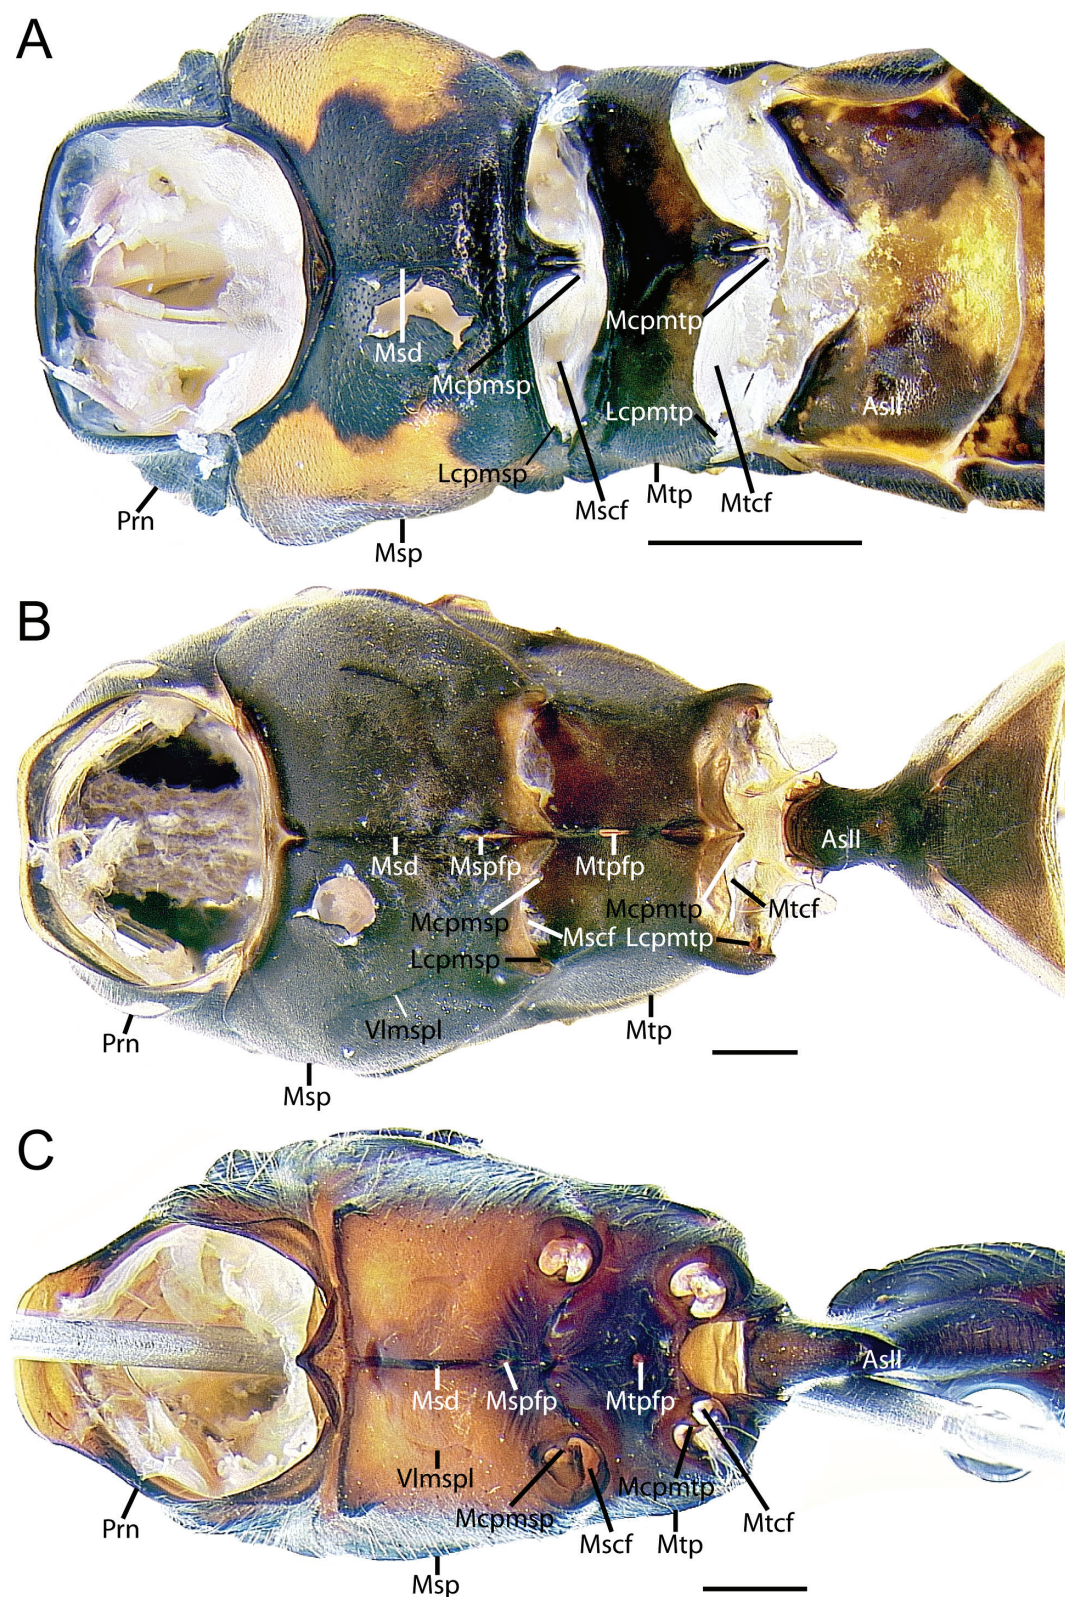 A
Msd
Mcpmtp
Mcpmsp
Lcpmtp
AsII
Lcpmsp
Prn
Mscf
Mtp
Mtcf
Msp
B
Msd
Mspfp
Mtpfp
AsII
Mcpmsp
Mcpmtp
Mtcf
Mscf
Lcpmtp
Lcpmsp
Vlmspl
Mtp
Prn
Msp
C
AsII
Msd
Mspfp
Mtpfp
Vlmspl
Mcpmtp
Mcpmsp
Mtcf
Prn
Mscf
Mtp
Msp